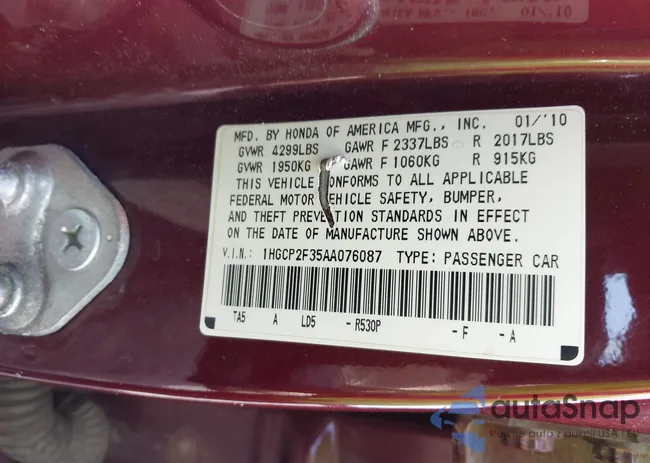 MFD. BY HONDA OF AMERICA MFG., INC. 01/'10
GVWR 4299LBS GAWR F 2337LBS R 2017LBS
GVWR 1950KG GAWR F 1060KG R 915KG
THIS VEHICLE CONFORMS TO ALL APPLICABLE
FEDERAL MOTOR VEHICLE SAFETY, BUMPER,
AND THEFT PREVENTION STANDARDS IN EFFECT
ON THE DATE OF MANUFACTURE SHOWN ABOVE.
V.I.N.: 1HGCP2F35AA076087 TYPE: PASSENGER CAR
TA5 A LD5 -R530P -F -A
autoSnap